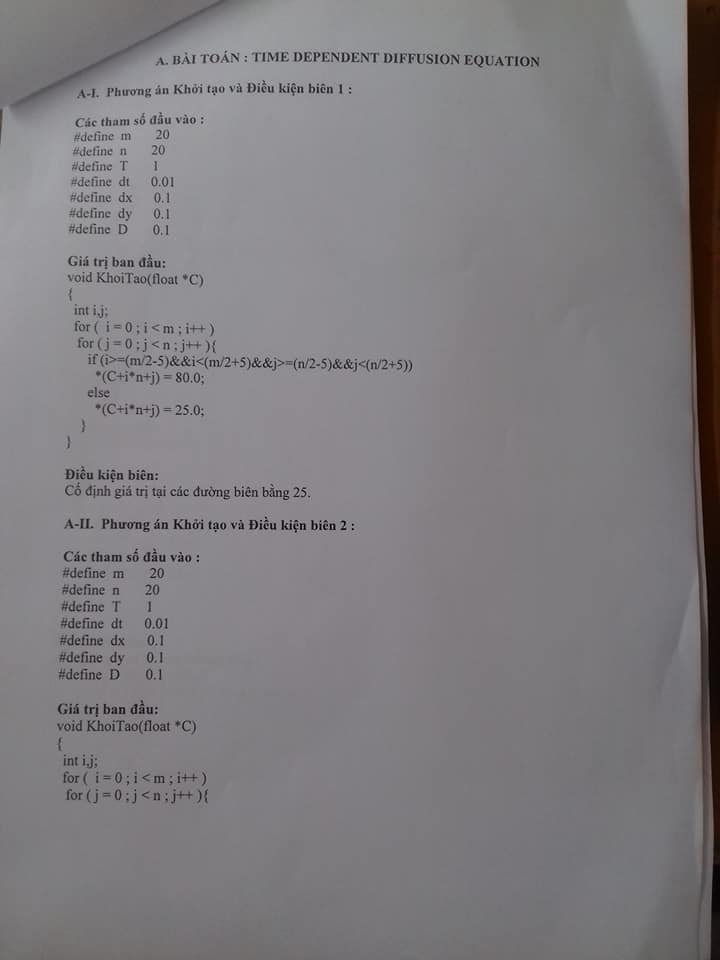 A. BÀI TOÁN : TIME DEPENDENT DIFFUSION EQUATION
A-I. Phương án Khởi tạo và Điều kiện biên 1 :
Các tham số đầu vào :
#define m 20
#define n 20
#define T 1
#define dt 0.01
#define dx 0.1
#define dy 0.1
#define D 0.1
Giá trị ban đầu:
void KhoiTao(float *C)
{
int i,j;
for ( i = 0 ; i < m ; i++ )
for ( j = 0 ; j < n ; j++ ){
if (i>=(m/2-5)&&i<(m/2+5)&&j>=(n/2-5)&&j<(n/2+5))
*(C+i*n+j) = 80.0;
else
*(C+i*n+j) = 25.0;
}
}
Điều kiện biên:
Cố định giá trị tại các đường biên bằng 25.
A-II. Phương án Khởi tạo và Điều kiện biên 2 :
Các tham số đầu vào :
#define m 20
#define n 20
#define T 1
#define dt 0.01
#define dx 0.1
#define dy 0.1
#define D 0.1
Giá trị ban đầu:
void KhoiTao(float *C)
{
int i,j;
for ( i = 0 ; i < m ; i++ )
for ( j = 0 ; j < n ; j++ ){